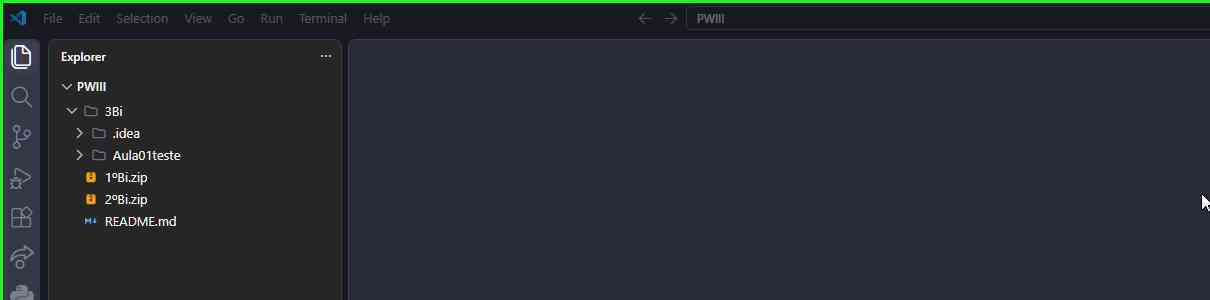 File Edit Selection View Go Run Terminal Help PWIII
Explorer
PWIII
3Bi
.idea
Aula01teste
1ºBi.zip
2ºBi.zip
README.md